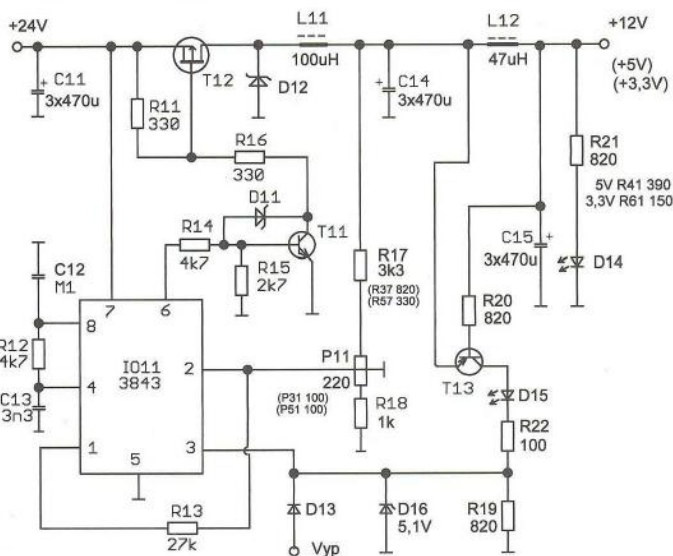 +24V
L11
L12
+12V
100uH
47uH
(+5V)
(+3,3V)
T12
D12
+ C11
3x470u
+ C14
3x470u
R11
330
R16
330
R21
820
5V R41 390
3,3V R61 150
D11
R14
4k7
T11
R15
2k7
C15 +
3x470u
R17
3k3
(R37 820)
(R57 330)
D14
C12
M1
R20
820
7
6
8
R12
4k7
IO11
3843
2
P11
220
(P31 100)
(P51 100)
T13
4
R18
1k
D15
C13
3n3
R22
100
1
5
3
R13
27k
D13
D16
5,1V
R19
820
Vyp